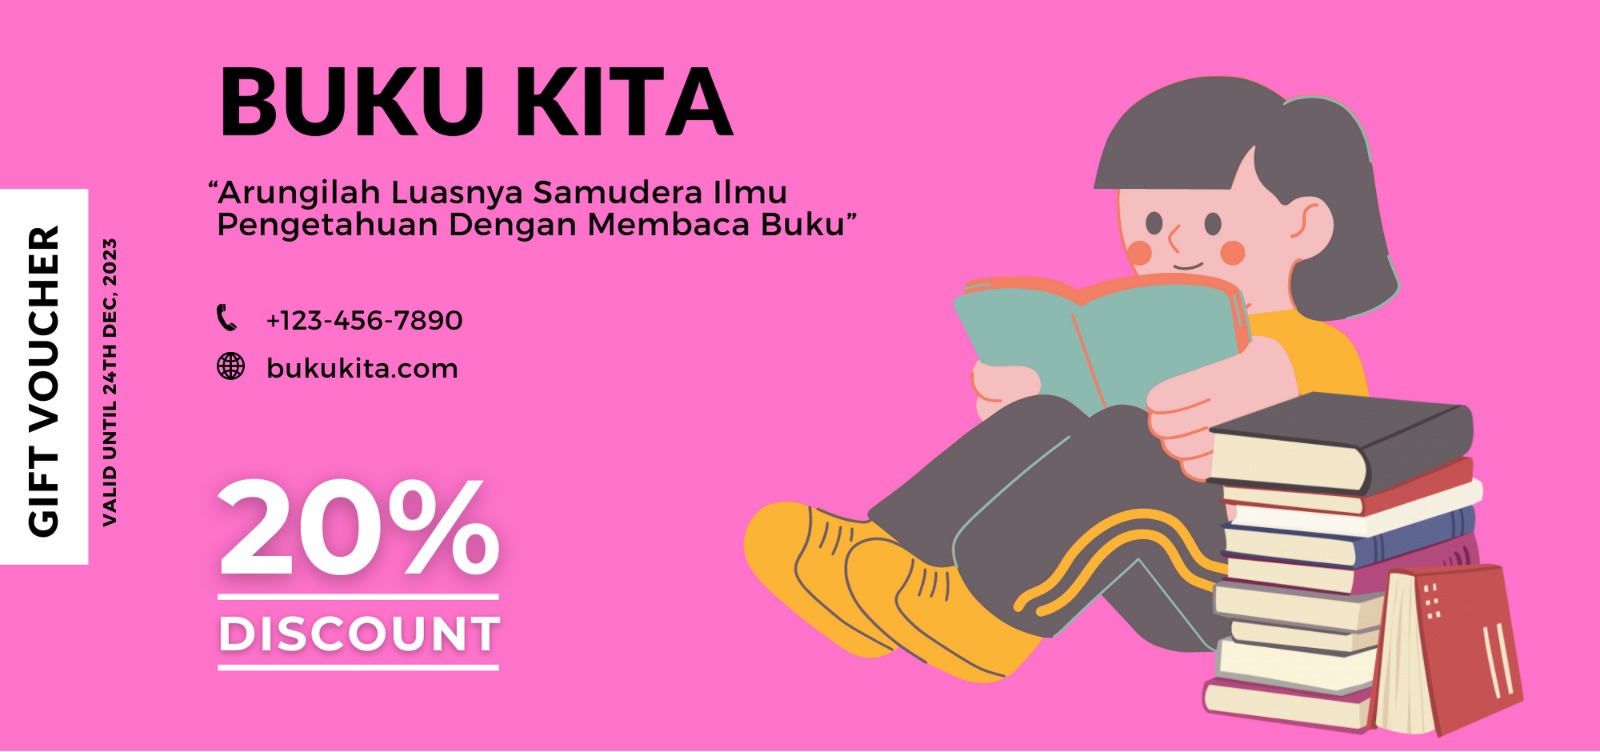 BUKU KITA
“Arungilah Luasnya Samudera Ilmu
Pengetahuan Dengan Membaca Buku”
+123-456-7890
bukukita.com
20%
DISCOUNT
GIFT VOUCHER
VALID UNTIL 24TH DEC, 2023